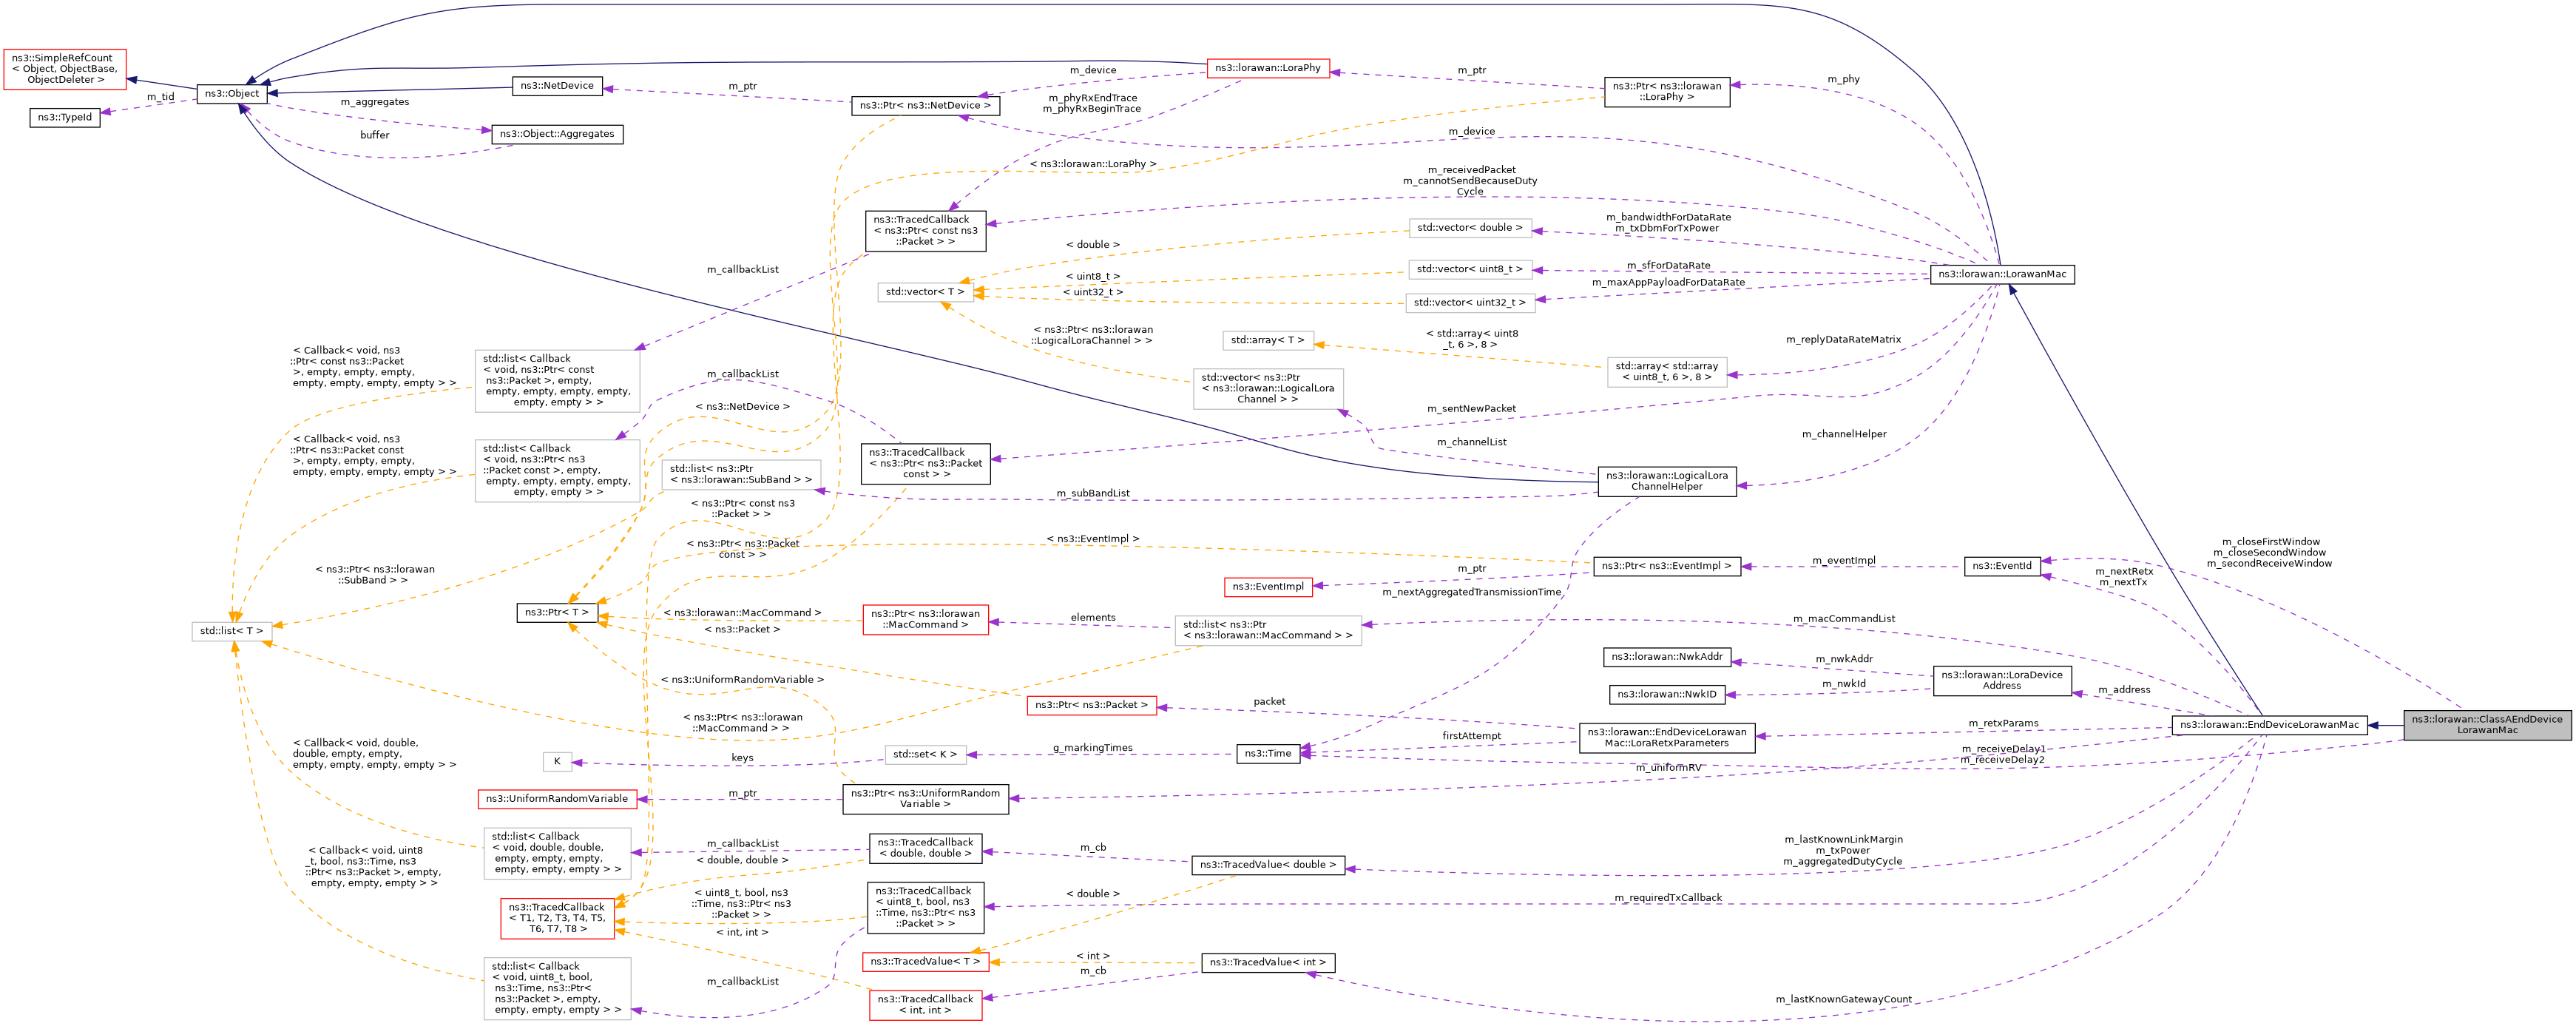 ns3::SimpleRefCount
< Object, ObjectBase,
ObjectDeleter >
ns3::TypeId
m_tid
ns3::Object
m_aggregates
buffer
ns3::NetDevice
ns3::Object::Aggregates
m_ptr
ns3::Ptr< ns3::NetDevice >
m_device
ns3::lorawan::LoraPhy
m_phyRxEndTrace
m_phyRxBeginTrace
m_ptr
ns3::Ptr< ns3::lorawan
::LoraPhy >
m_phy
m_device
< ns3::lorawan::LoraPhy >
m_receivedPacket
m_cannotSendBecauseDuty
Cycle
ns3::TracedCallback
< ns3::Ptr< const ns3
::Packet > >
std::vector< double >
m_bandwidthForDataRate
m_txDbmForTxPower
< double >
m_callbackList
std::vector< T >
< uint8_t >
< uint32_t >
std::vector< uint8_t >
m_sfForDataRate
std::vector< uint32_t >
m_maxAppPayloadForDataRate
ns3::lorawan::LorawanMac
< ns3::Ptr< ns3::lorawan
::LogicalLoraChannel > >
std::array< T >
< std::array< uint8
_t, 6 >, 8 >
std::array< std::array
< uint8_t, 6 >, 8 >
m_replyDataRateMatrix
< Callback< void, ns3
::Ptr< const ns3::Packet
>, empty, empty, empty,
empty, empty, empty, empty > >
std::list< Callback
< void, ns3::Ptr< const
ns3::Packet >, empty,
empty, empty, empty, empty,
empty, empty > >
m_callbackList
std::vector< ns3::Ptr
< ns3::lorawan::LogicalLora
Channel > >
< ns3::NetDevice >
m_sentNewPacket
m_channelList
m_channelHelper
< Callback< void, ns3
::Ptr< ns3::Packet const
>, empty, empty, empty,
empty, empty, empty, empty > >
std::list< Callback
< void, ns3::Ptr< ns3
::Packet const >, empty,
empty, empty, empty, empty,
empty, empty > >
std::list< ns3::Ptr
< ns3::lorawan::SubBand > >
ns3::TracedCallback
< ns3::Ptr< ns3::Packet
const > >
m_subBandList
ns3::lorawan::LogicalLora
ChannelHelper
< ns3::Ptr< const ns3
::Packet > >
< ns3::Ptr< ns3::Packet
const > >
< ns3::EventImpl >
< ns3::Ptr< ns3::lorawan
::SubBand > >
ns3::EventImpl
m_ptr
ns3::Ptr< ns3::EventImpl >
m_eventImpl
ns3::EventId
m_closeFirstWindow
m_closeSecondWindow
m_secondReceiveWindow
m_nextRetx
m_nextTx
m_nextAggregatedTransmissionTime
ns3::Ptr< T >
< ns3::lorawan::MacCommand >
ns3::Ptr< ns3::lorawan
::MacCommand >
elements
std::list< ns3::Ptr
< ns3::lorawan::MacCommand > >
m_macCommandList
< ns3::Packet >
std::list< T >
ns3::lorawan::NwkAddr
m_nwkAddr
ns3::lorawan::NwkID
m_nwkId
ns3::lorawan::LoraDevice
Address
m_address
< ns3::UniformRandomVariable >
ns3::Ptr< ns3::Packet >
packet
< ns3::Ptr< ns3::lorawan
::MacCommand > >
ns3::lorawan::EndDeviceLorawan
Mac::LoraRetxParameters
m_retxParams
ns3::lorawan::EndDeviceLorawanMac
ns3::lorawan::ClassAEndDevice
LorawanMac
firstAttempt
ns3::Time
g_markingTimes
std::set< K >
keys
K
m_receiveDelay1
m_receiveDelay2
m_uniformRV
< Callback< void, double,
double, empty, empty,
empty, empty, empty, empty > >
ns3::UniformRandomVariable
m_ptr
ns3::Ptr< ns3::UniformRandom
Variable >
std::list< Callback
< void, double, double,
empty, empty, empty,
empty, empty, empty > >
m_callbackList
ns3::TracedCallback
< double, double >
m_cb
ns3::TracedValue< double >
m_lastKnownLinkMargin
m_txPower
m_aggregatedDutyCycle
< double, double >
< Callback< void, uint8
_t, bool, ns3::Time, ns3
::Ptr< ns3::Packet >, empty,
empty, empty, empty > >
ns3::TracedCallback
< T1, T2, T3, T4, T5,
T6, T7, T8 >
< uint8_t, bool, ns3
::Time, ns3::Ptr< ns3
::Packet > >
ns3::TracedCallback
< uint8_t, bool, ns3
::Time, ns3::Ptr< ns3
::Packet > >
< double >
m_requiredTxCallback
< int, int >
ns3::TracedValue< T >
< int >
m_cb
ns3::TracedValue< int >
std::list< Callback
< void, uint8_t, bool,
ns3::Time, ns3::Ptr<
ns3::Packet >, empty,
empty, empty, empty > >
m_callbackList
ns3::TracedCallback
< int, int >
m_lastKnownGatewayCount